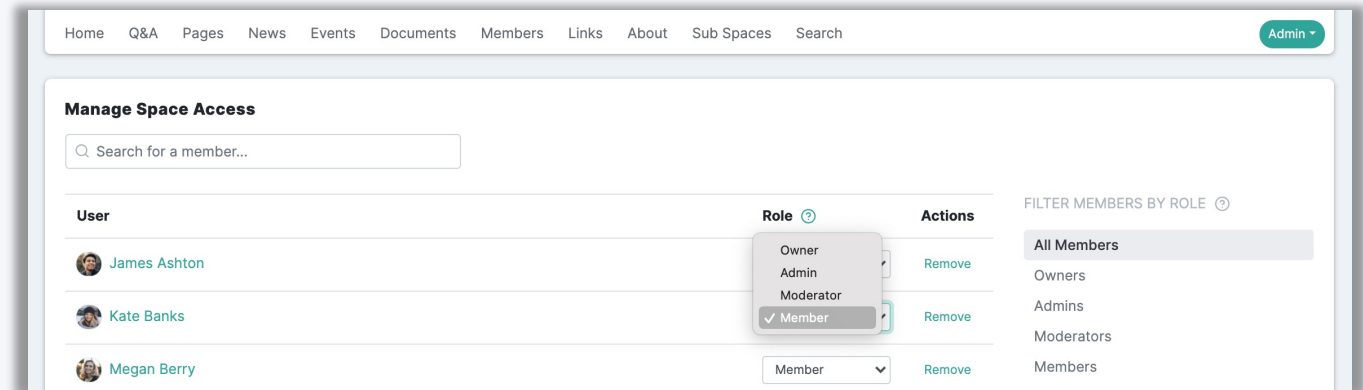 Home Q&A Pages News Events Documents Members Links About Sub Spaces Search Admin
Manage Space Access
Search for a member...
User Role Actions
James Ashton Remove
Kate Banks Remove
Megan Berry Member Remove
Owner
Admin
Moderator
Member
FILTER MEMBERS BY ROLE
All Members
Owners
Admins
Moderators
Members